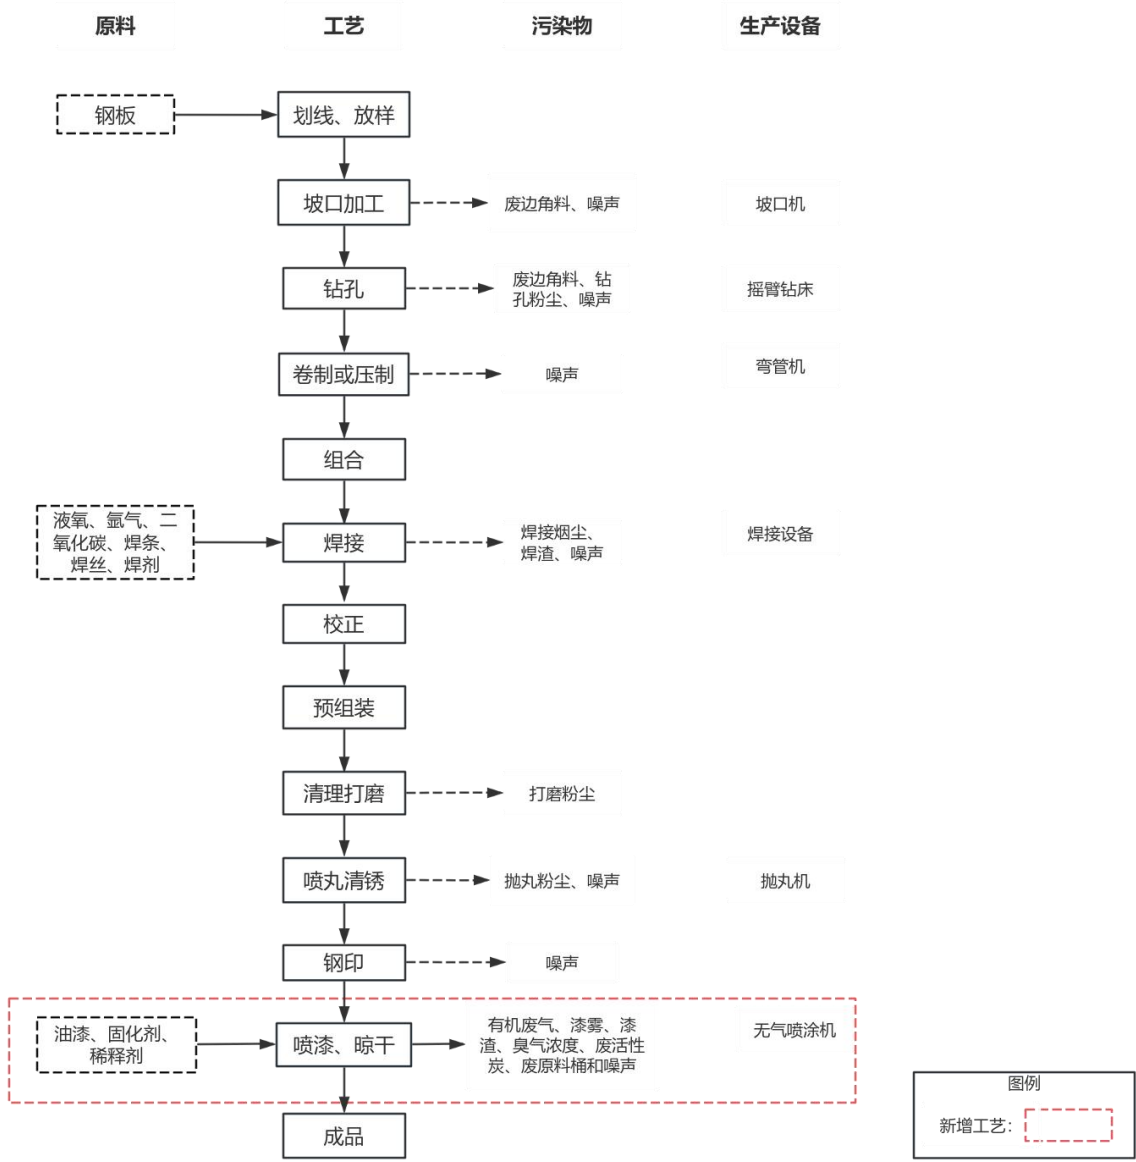 原料
工艺
污染物
生产设备
钢板
划线、放样
坡口加工
废边角料、噪声
坡口机
钻孔
废边角料、钻
孔粉尘、噪声
摇臂钻床
卷制或压制
噪声
弯管机
组合
液氧、氩气、二
氧化碳、焊条、
焊丝、焊剂
焊接
焊接烟尘、
焊渣、噪声
焊接设备
校正
预组装
清理打磨
打磨粉尘
喷丸清锈
抛丸粉尘、噪声
抛丸机
钢印
噪声
油漆、固化剂、
稀释剂
喷漆、晾干
有机废气、漆雾、漆
渣、臭气浓度、废活性
炭、废原料桶和噪声
无气喷涂机
成品
图例
新增工艺：